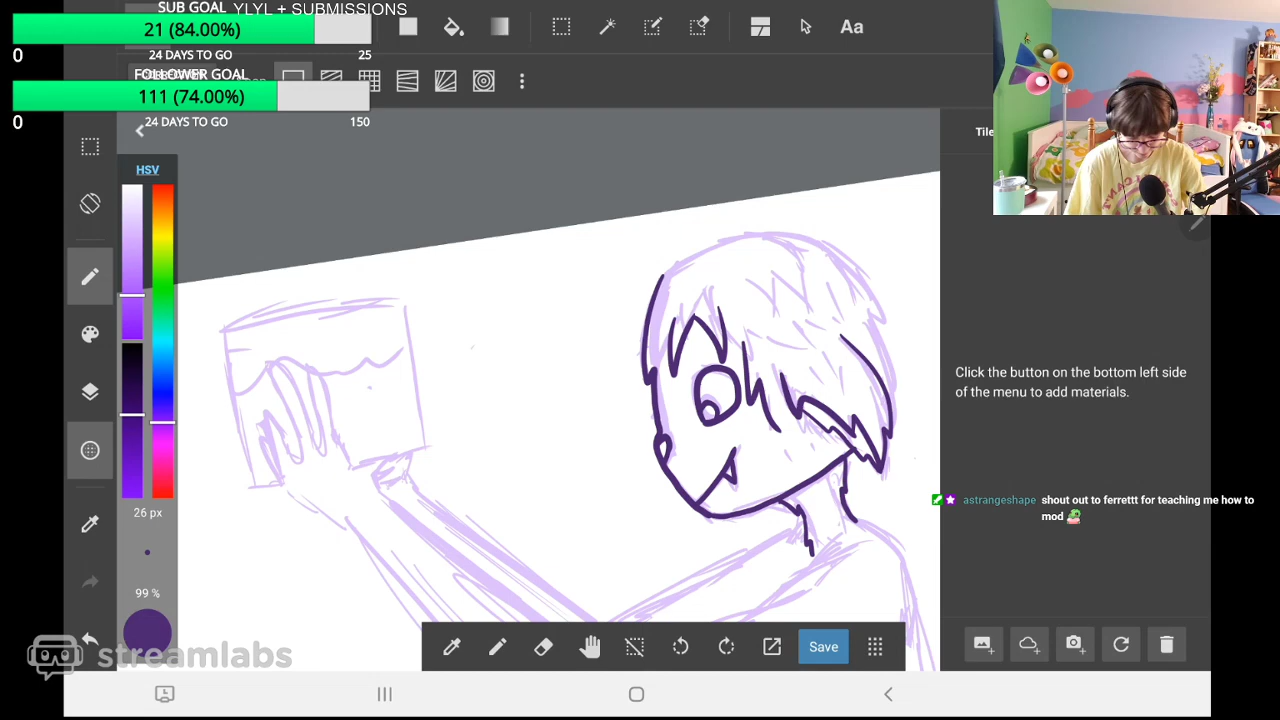 SUB GOAL
YLYL + SUBMISSIONS
21 (84.00%)
0
24 DAYS TO GO
25
FOLLOWER GOAL
111 (74.00%)
0
24 DAYS TO GO
150
Aa
HSV
26 px
99 %
Tile
Click the button on the bottom left side
of the menu to add materials.
astrangeshape shout out to ferrettt for teaching me how to
mod
Save
streamlabs